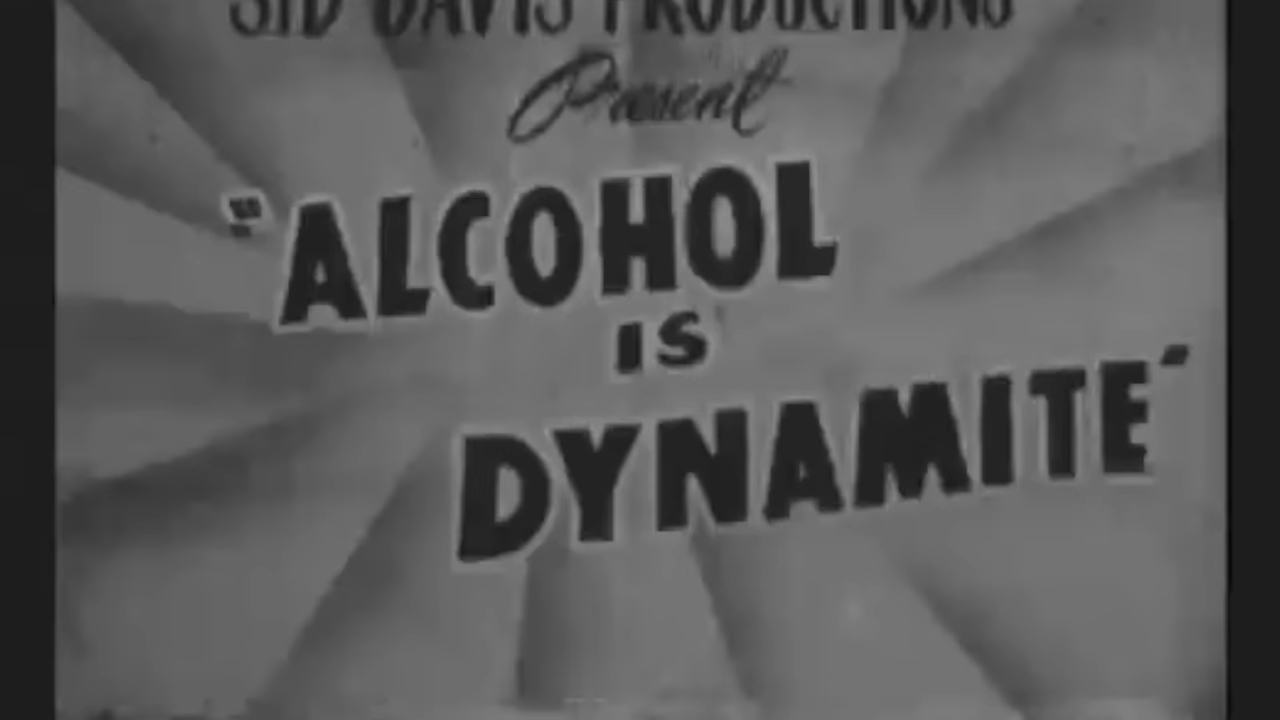 SID DAVIS PRODUCTIONS
Present
"ALCOHOL
IS
DYNAMITE"